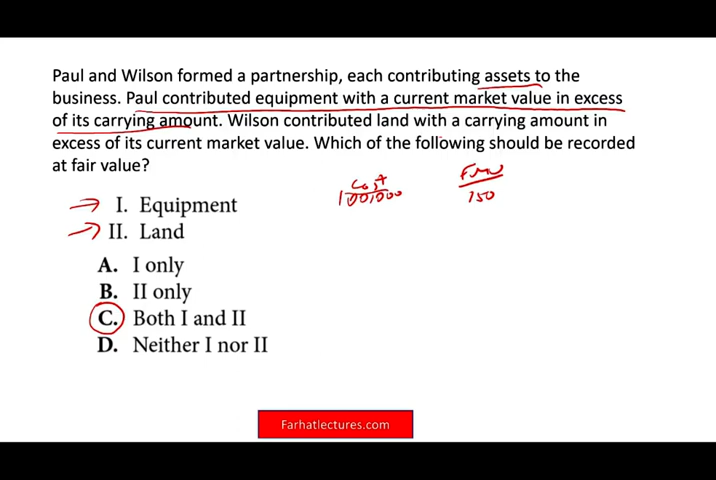 Paul and Wilson formed a partnership, each contributing assets to the
business. Paul contributed equipment with a current market value in excess
of its carrying amount. Wilson contributed land with a carrying amount in
excess of its current market value. Which of the following should be recorded
at fair value?
Cost FMV
100,000 150
I. Equipment
II. Land
A. I only
B. II only
C. Both I and II
D. Neither I nor II
Farhatlectures.com